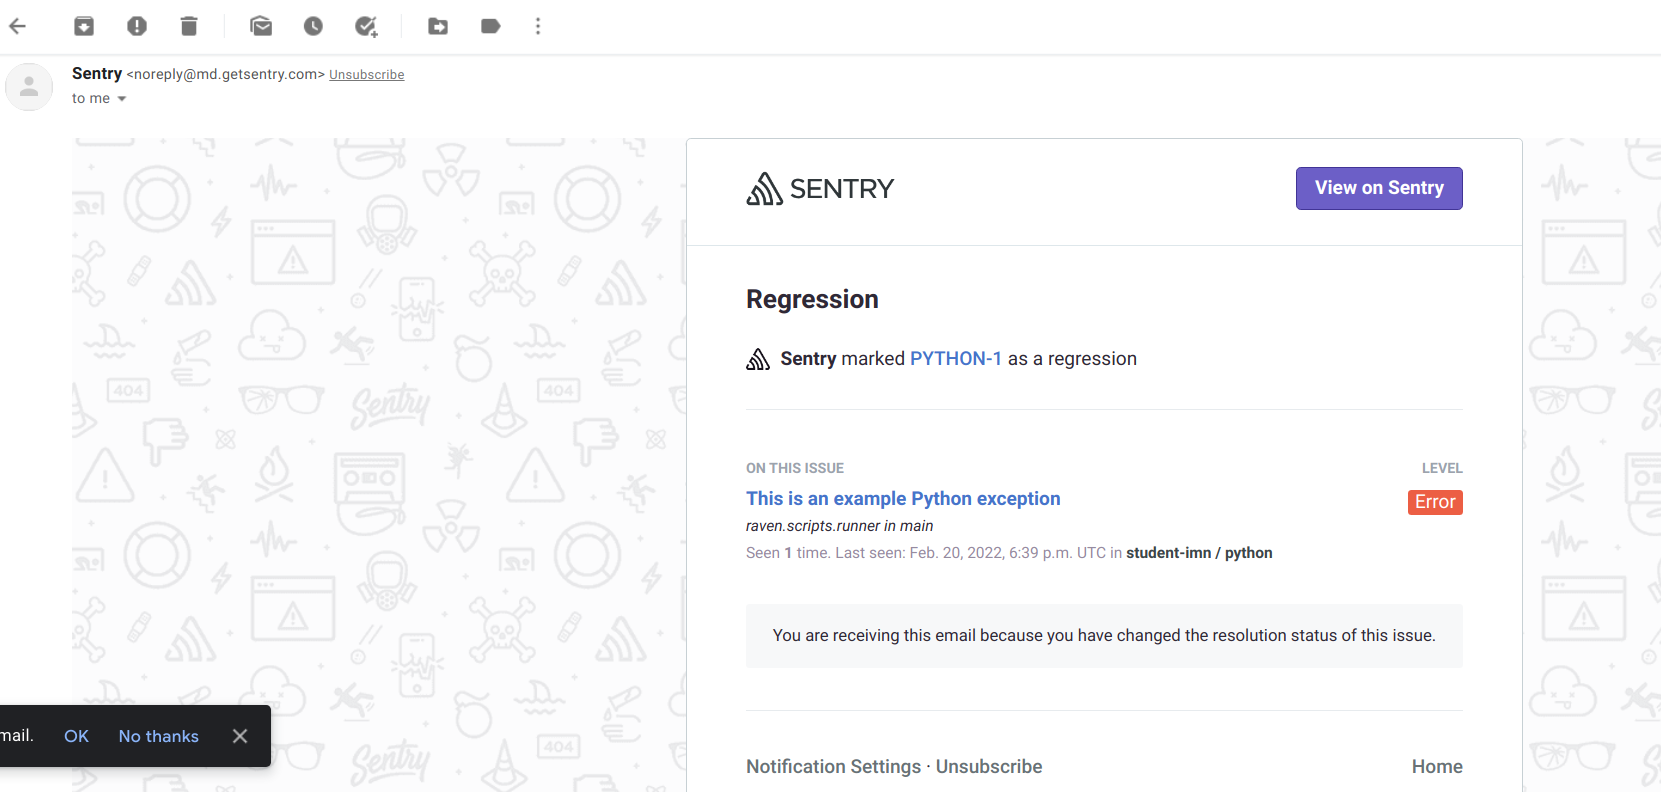 Sentry <noreply@md.getsentry.com> Unsubscribe
to me
SENTRY
View on Sentry
Regression
Sentry marked PYTHON-1 as a regression
ON THIS ISSUE
LEVEL
This is an example Python exception
Error
raven.scripts.runner in main
Seen 1 time. Last seen: Feb. 20, 2022, 6:39 p.m. UTC in student-imn / python
You are receiving this email because you have changed the resolution status of this issue.
Notification Settings · Unsubscribe
Home
mail. OK No thanks
404
404
Sentry
404
404
Sentry